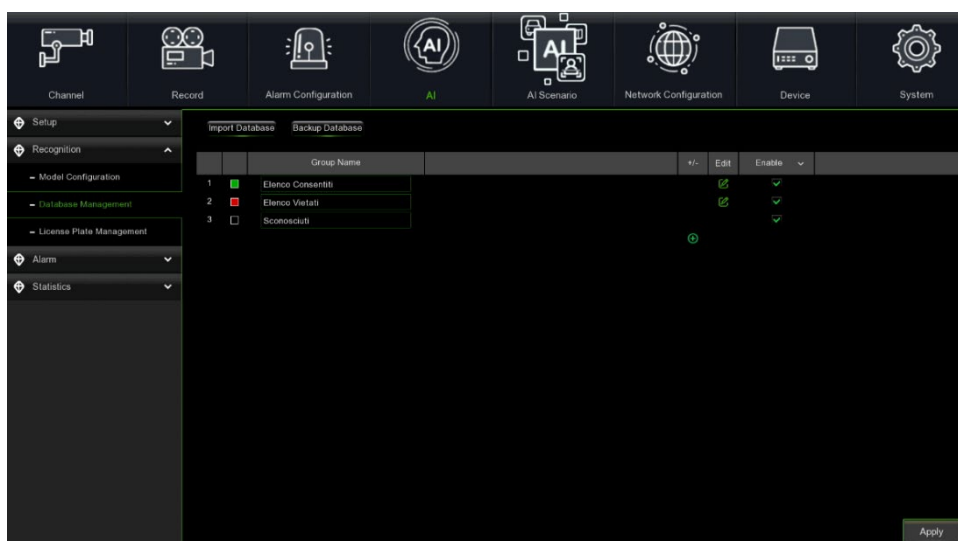 AI
AI
Channel Record Alarm Configuration AI AI Scenario Network Configuration Device System
Setup
Import Database Backup Database
Recognition
Group Name +/- Edit Enable
Model Configuration
1 Elenco Consentiti
Database Management
2 Elenco Vietati
3 Sconosciuti
License Plate Management
Alarm
Statistics
Apply